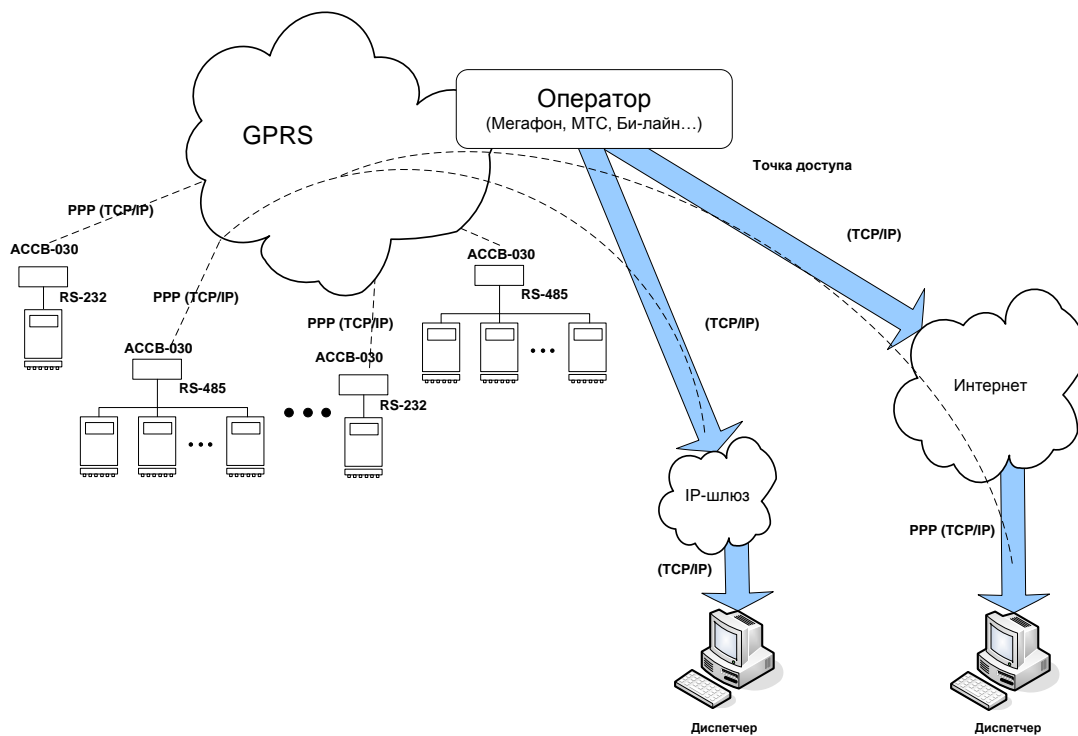 Оператор
(Мегафон, МТС, Би-лайн…)
GPRS
Точка доступа
PPP (TCP/IP)
(TCP/IP)
АССВ-030
АССВ-030
RS-232
PPP (TCP/IP)
RS-485
PPP (TCP/IP)
(TCP/IP)
АССВ-030
АССВ-030
RS-485
RS-232
Интернет
IP-шлюз
PPP (TCP/IP)
(TCP/IP)
Диспетчер
Диспетчер